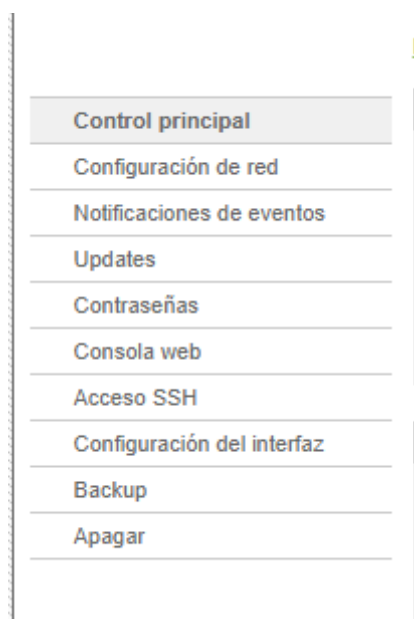 Control principal
Configuración de red
Notificaciones de eventos
Updates
Contraseñas
Consola web
Acceso SSH
Configuración del interfaz
Backup
Apagar